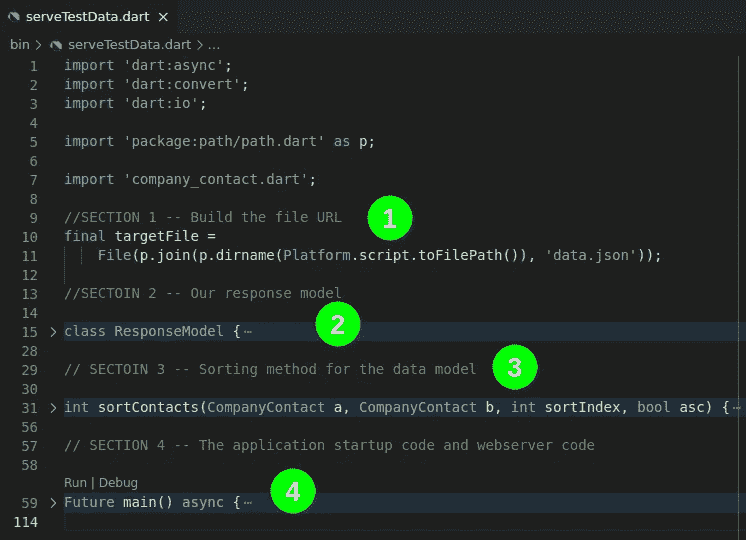 serveTestData.dart ×
bin > serveTestData.dart > ...
1 import 'dart:async';
2 import 'dart:convert';
3 import 'dart:io';
4
5 import 'package:path/path.dart' as p;
6
7 import 'company_contact.dart';
8
9 //SECTION 1 -- Build the file URL 1
10 final targetFile =
11 File(p.join(p.dirname(Platform.script.toFilePath()), 'data.json'));
12
13 //SECTOIN 2 -- Our response model
14
15 > class ResponseModel {⋯ 2
28
29 // SECTOIN 3 -- Sorting method for the data model 3
30
31 > int sortContacts(CompanyContact a, CompanyContact b, int sortIndex, bool asc) {⋯
56
57 // SECTION 4 -- The application startup code and webserver code
58
Run | Debug
59 > Future main() async {⋯ 4
114